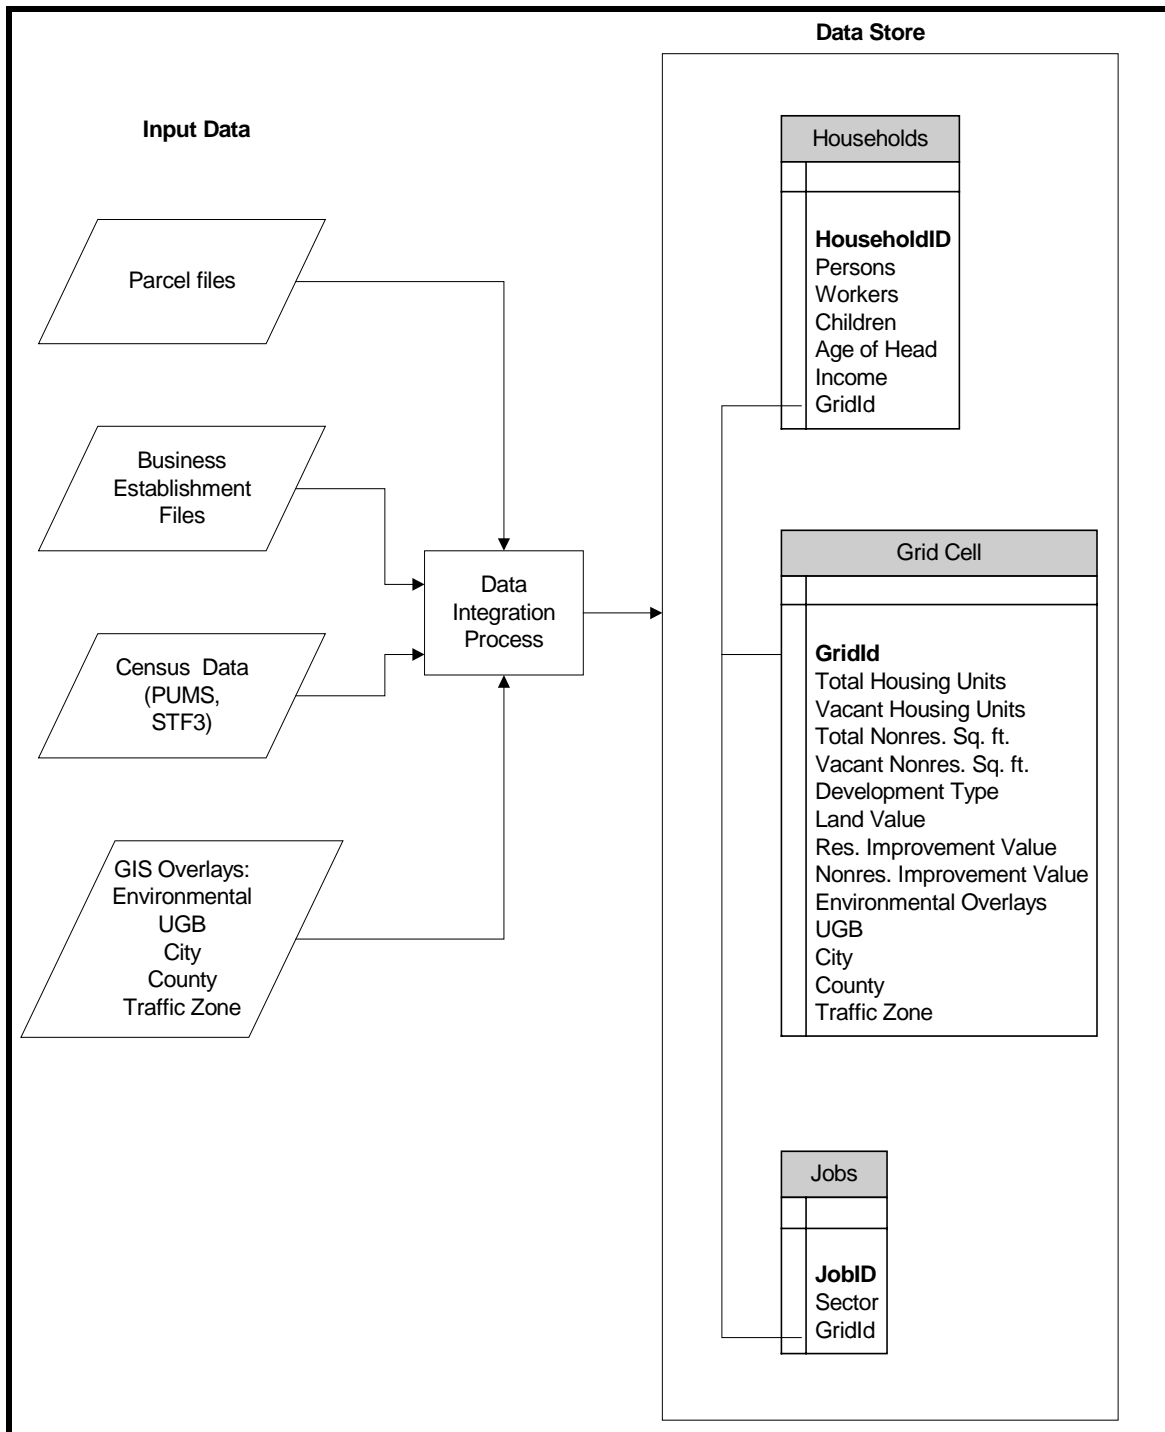 Data Store
Input Data
Parcel files
Business
Establishment
Files
Census Data
(PUMS,
STF3)
GIS Overlays:
Environmental
UGB
City
County
Traffic Zone
Data
Integration
Process
Households
HouseholdID
Persons
Workers
Children
Age of Head
Income
GridId
Grid Cell
GridId
Total Housing Units
Vacant Housing Units
Total Nonres. Sq. ft.
Vacant Nonres. Sq. ft.
Development Type
Land Value
Res. Improvement Value
Nonres. Improvement Value
Environmental Overlays
UGB
City
County
Traffic Zone
Jobs
JobID
Sector
GridId